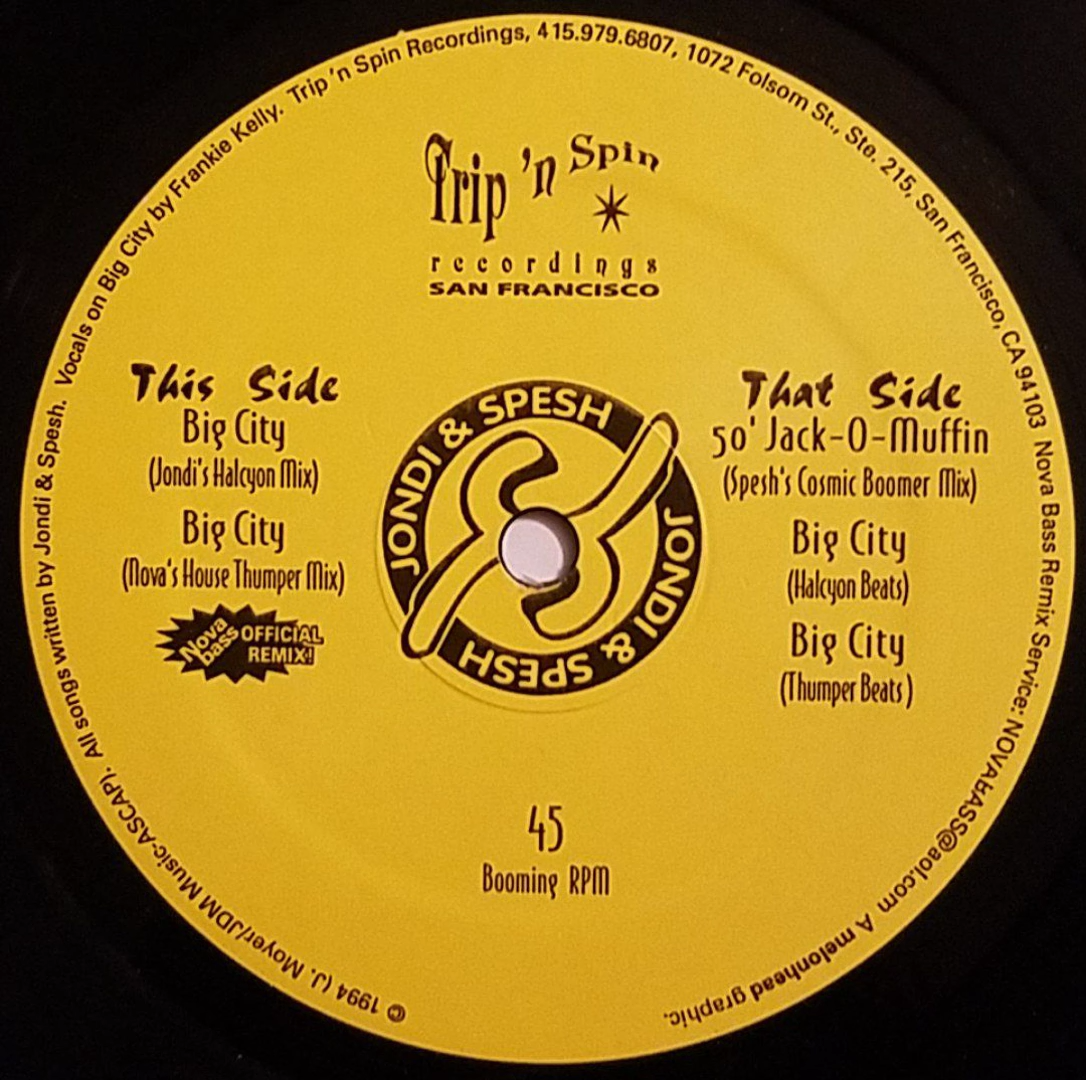 © 1994 (J. Moyer/JDM Music-ASCAP). All songs written by Jondi & Spesh. Vocals on Big City by Frankie Kelly. Trip 'n Spin Recordings, 415.979.6807, 1072 Folsom St., Ste. 215, San Francisco, CA 94103 Nova Bass Remix Service: NOVABASS@aol.com A melonhead graphic.
Trip 'n Spin
recordings
SAN FRANCISCO
This Side
Big City
(Jondi's Halcyon Mix)
Big City
(Nova's House Thumper Mix)
Nova bass OFFICIAL
REMIX!
JONDI & SPESH
JONDI & SPESH
That Side
50' Jack-O-Muffin
(Spesh's Cosmic Boomer Mix)
Big City
(Halcyon Beats)
Big City
(Thumper Beats)
45
Booming RPM